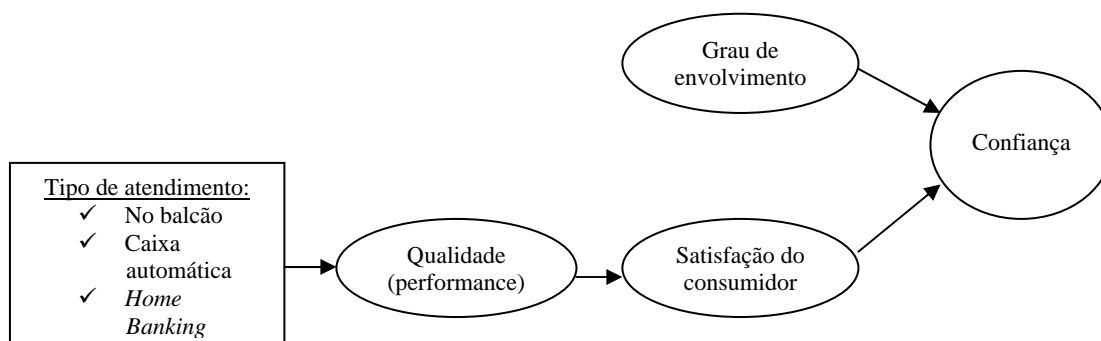 Grau de
envolvimento
Confiança
Tipo de atendimento:
✓ No balcão
✓ Caixa
automática
✓ Home
Banking
Qualidade
(performance)
Satisfação do
consumidor